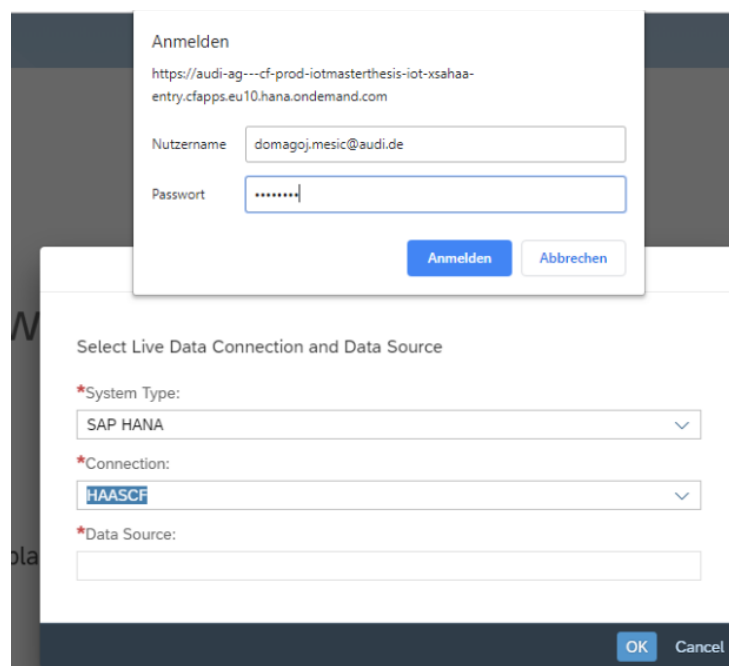 Anmelden
https://audi-ag---cf-prod-iotmasterthesis-iot-xsahaa-
entry.cfapps.eu10.hana.ondemand.com
Nutzername domagoj.mesic@audi.de
Passwort ••••••••
Anmelden Abbrechen
W
Select Live Data Connection and Data Source
*System Type:
SAP HANA
*Connection:
HAASCF
*Data Source:
pla
OK Cancel